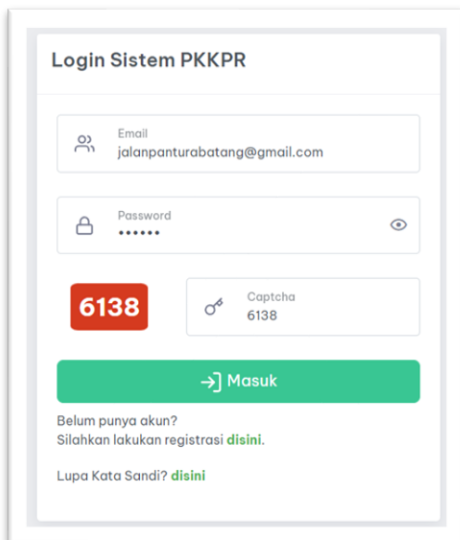 Login Sistem PKKPR
Email
jalanpanturabatang@gmail.com
Password
••••••
6138
Captcha
6138
Masuk
Belum punya akun?
Silahkan lakukan registrasi disini.
Lupa Kata Sandi? disini